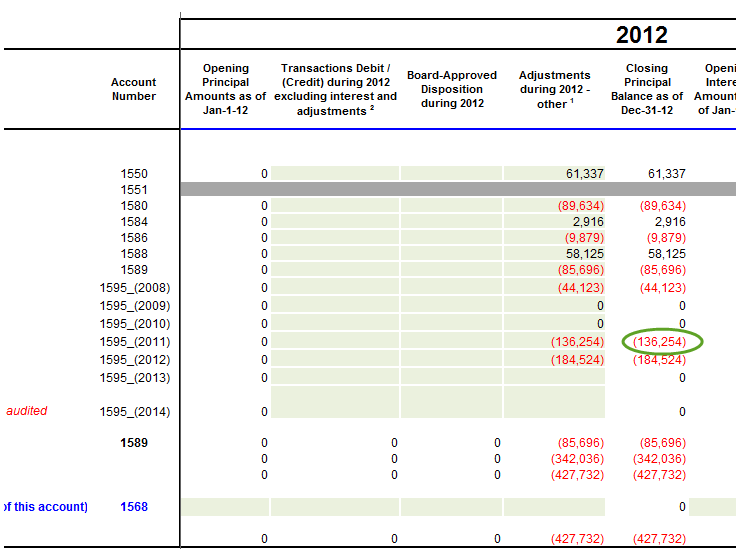 2012
Account Number
Opening Principal Amounts as of Jan-1-12
Transactions Debit / (Credit) during 2012 excluding interest and adjustments 2
Board-Approved Disposition during 2012
Adjustments during 2012 - other 1
Closing Principal Balance as of Dec-31-12
of Jan-
1550 0 61,337 61,337
1551
1580 0 (89,634) (89,634)
1584 0 2,916 2,916
1586 0 (9,879) (9,879)
1588 0 58,125 58,125
1589 0 (85,696) (85,696)
1595_(2008) 0 (44,123) (44,123)
1595_(2009) 0 0 0
1595_(2010) 0 0 0
1595_(2011) 0 (136,254) (136,254)
1595_(2012) 0 (184,524) (184,524)
1595_(2013) 0 0
audited 1595_(2014) 0 0
1589 0 0 0 (85,696) (85,696)
0 0 0 (342,036) (342,036)
0 0 0 (427,732) (427,732)
of this account) 1568 0
0 0 0 (427,732) (427,732)